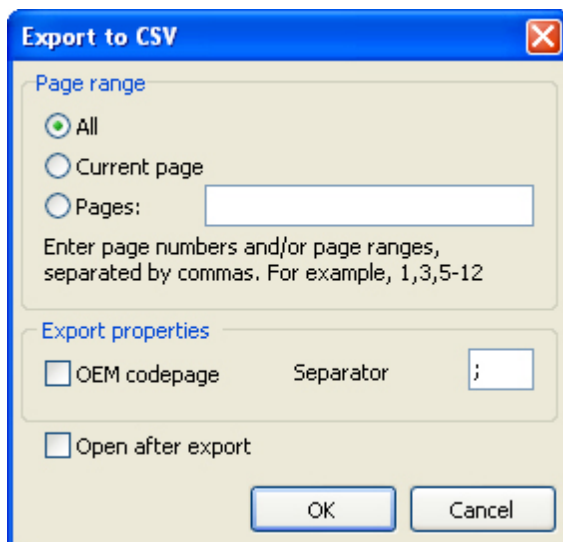 Export to CSV
Page range
All
Current page
Pages:
Enter page numbers and/or page ranges,
separated by commas. For example, 1,3,5-12
Export properties
OEM codepage Separator ;
Open after export
OK Cancel